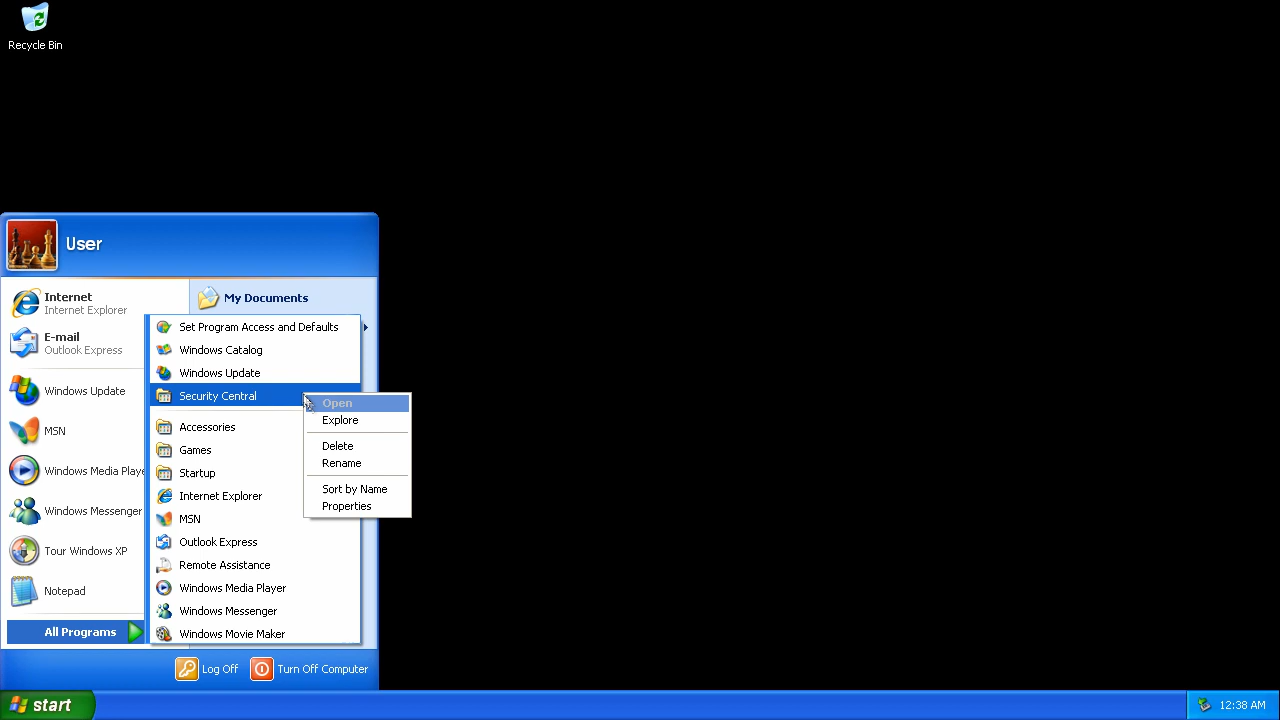 Recycle Bin
User
Internet
Internet Explorer
E-mail
Outlook Express
Windows Update
MSN
Windows Media Playe
Windows Messenger
Tour Windows XP
Notepad
All Programs
My Documents
Set Program Access and Defaults
Windows Catalog
Windows Update
Security Central
Accessories
Games
Startup
Internet Explorer
MSN
Outlook Express
Remote Assistance
Windows Media Player
Windows Messenger
Windows Movie Maker
Open
Explore
Delete
Rename
Sort by Name
Properties
Log Off
Turn Off Computer
start
12:38 AM